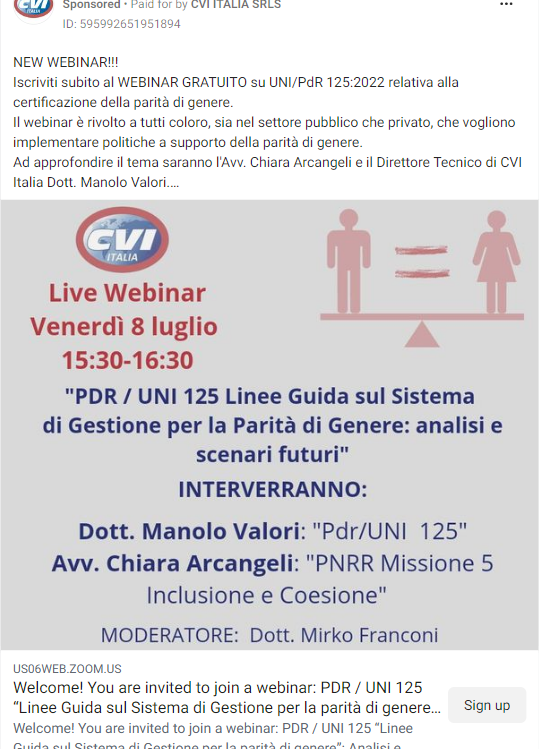 Sponsored • Paid for by CVI ITALIA SRLS
ID: 595992651951894
NEW WEBINAR!!!
Iscriviti subito al WEBINAR GRATUITO su UNI/PdR 125:2022 relativa alla
certificazione della parità di genere.
Il webinar è rivolto a tutti coloro, sia nel settore pubblico che privato, che vogliono
implementare politiche a supporto della parità di genere.
Ad approfondire il tema saranno l'Avv. Chiara Arcangeli e il Direttore Tecnico di CVI
Italia Dott. Manolo Valori....
CVI
ITALIA
Live Webinar
Venerdì 8 luglio
15:30-16:30
"PDR / UNI 125 Linee Guida sul Sistema
di Gestione per la Parità di Genere: analisi e
scenari futuri"
INTERVERRANNO:
Dott. Manolo Valori: "Pdr/UNI 125"
Avv. Chiara Arcangeli: "PNRR Missione 5
Inclusione e Coesione"
MODERATORE: Dott. Mirko Franconi
US06WEB.ZOOM.US
Welcome! You are invited to join a webinar: PDR / UNI 125
“Linee Guida sul Sistema di Gestione per la parità di genere...
Sign up
Welcome! You are invited to join a webinar: PDR / UNI 125 “Linee
Guida sul Sistema di Gestione per la parità di genere”: Analisi e